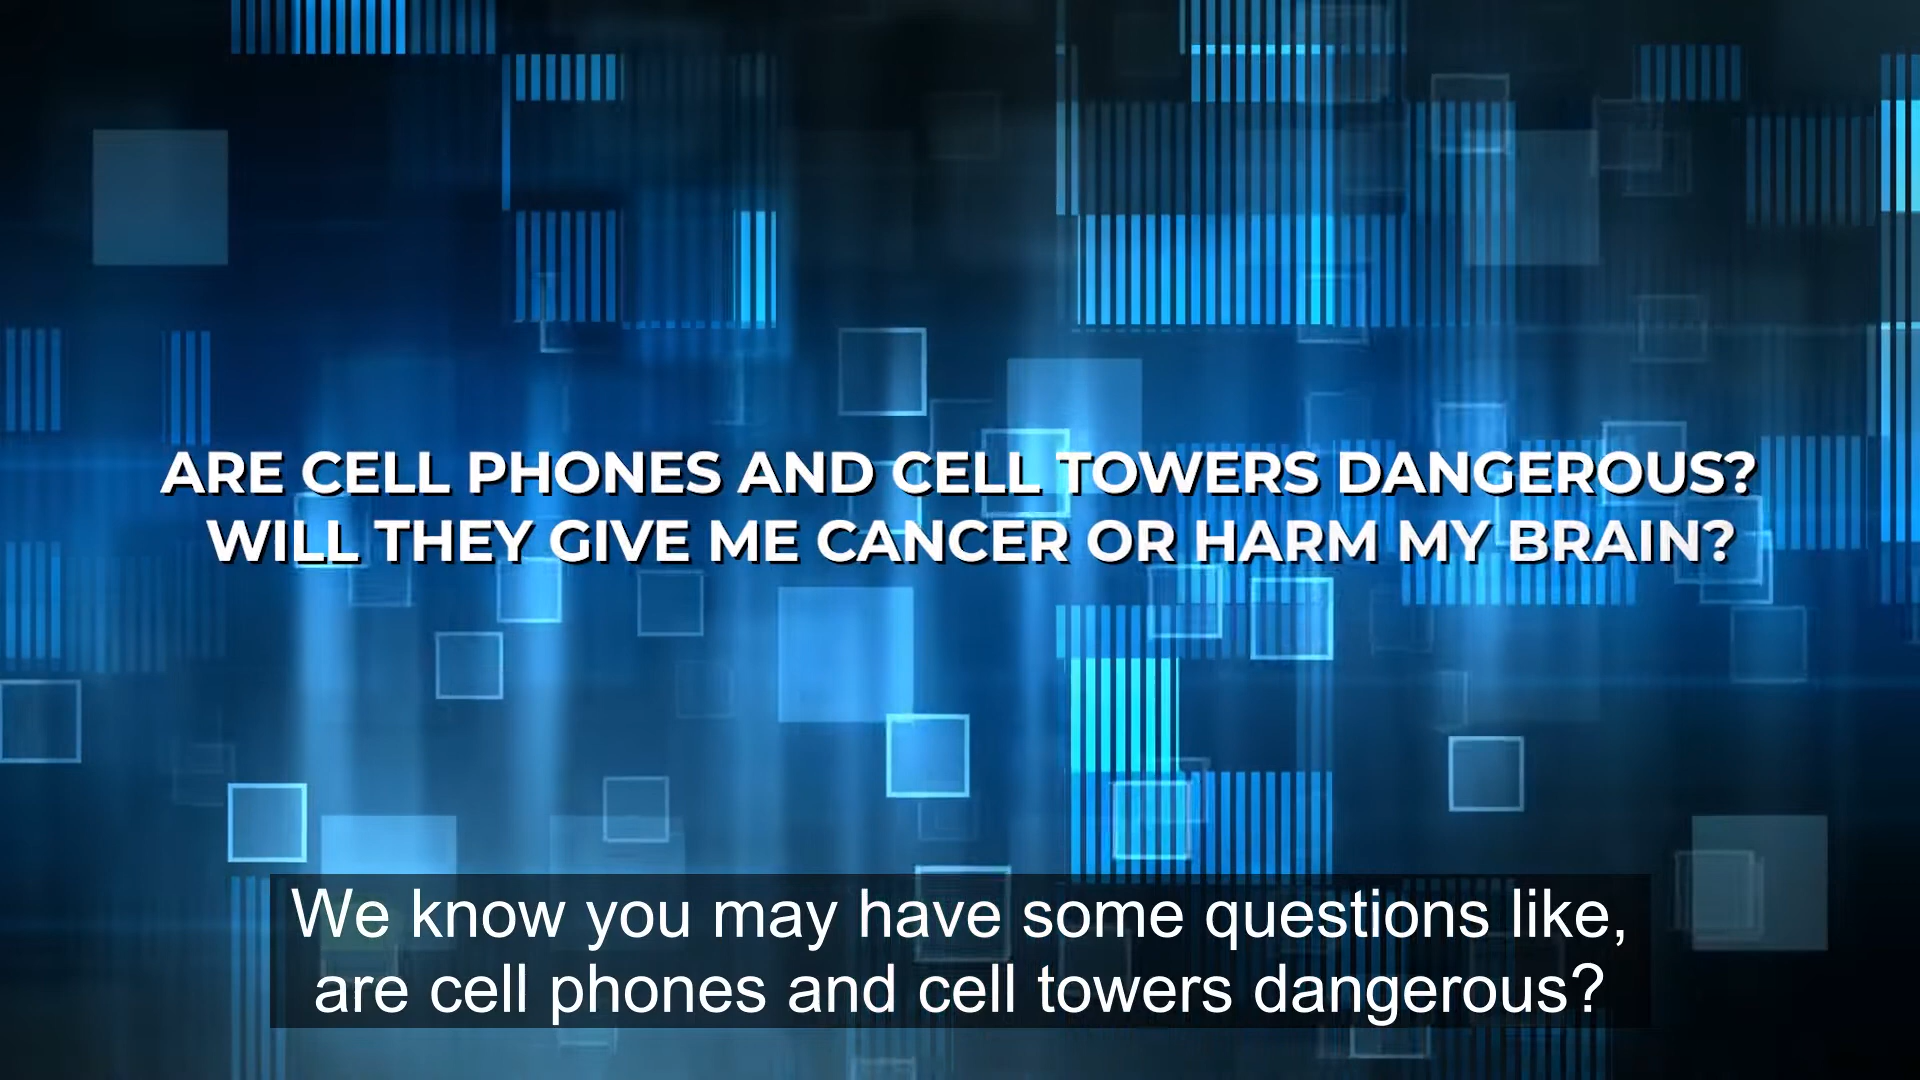 ARE CELL PHONES AND CELL TOWERS DANGEROUS?
WILL THEY GIVE ME CANCER OR HARM MY BRAIN?
We know you may have some questions like,
are cell phones and cell towers dangerous?